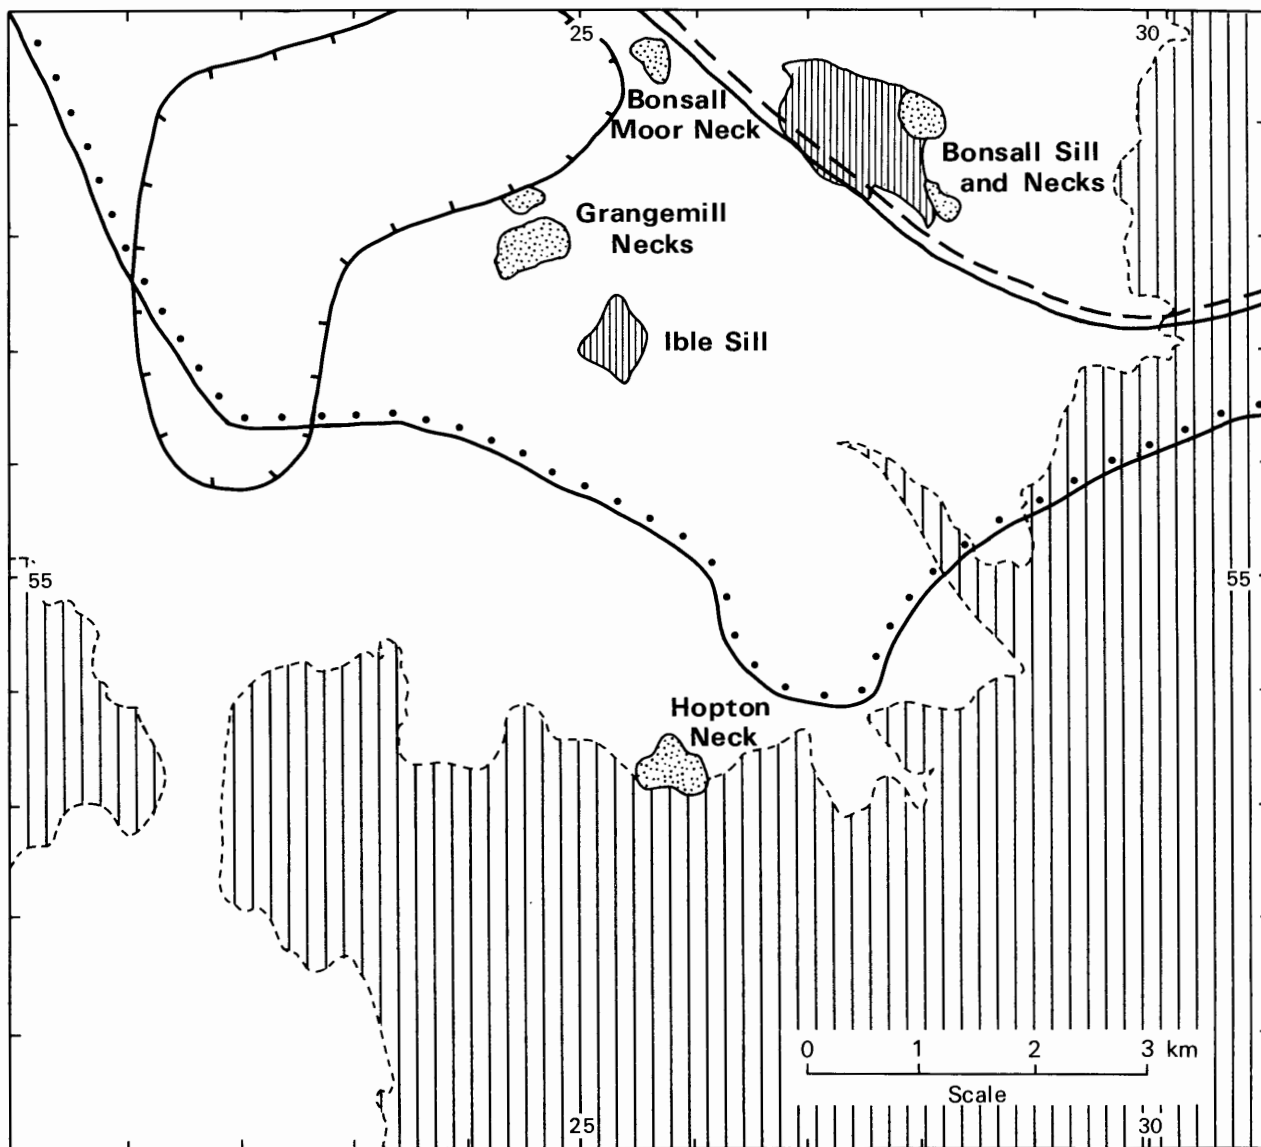 25
30
Bonsall
Moor Neck
Bonsall Sill
and Necks
Grangemill
Necks
Ible Sill
55
55
Hopton
Neck
0 1 2 3 km
Scale
25
30